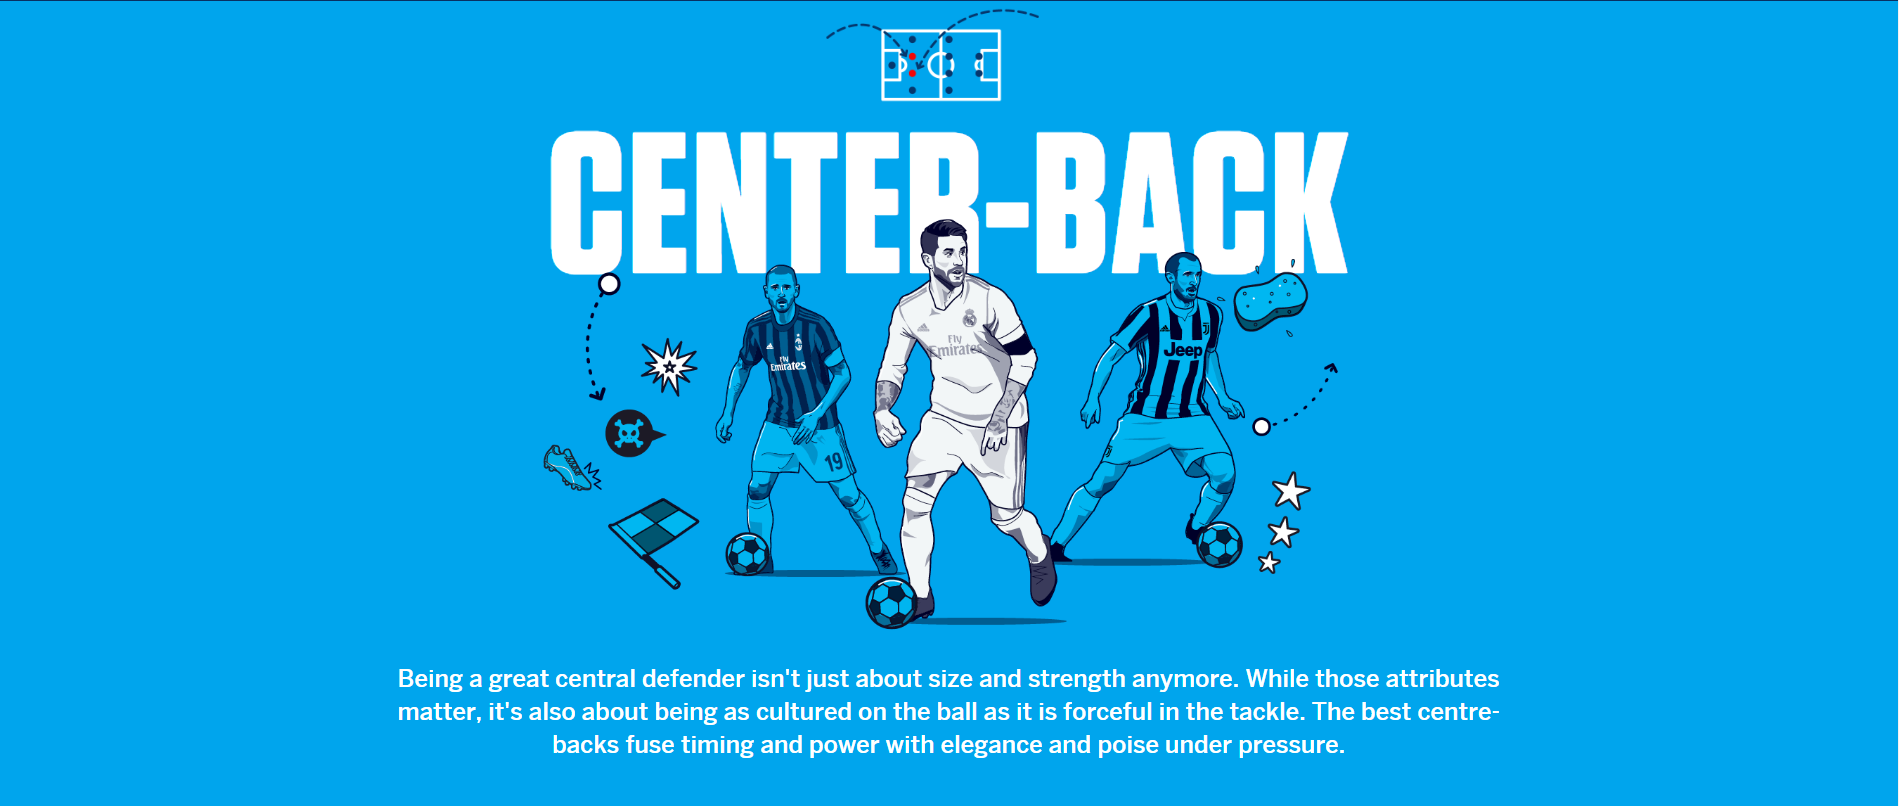 CENTER-BACK
Fly
Emirates
Fly
Emirates
Jeep
19
Being a great central defender isn't just about size and strength anymore. While those attributes
matter, it's also about being as cultured on the ball as it is forceful in the tackle. The best centre-
backs fuse timing and power with elegance and poise under pressure.